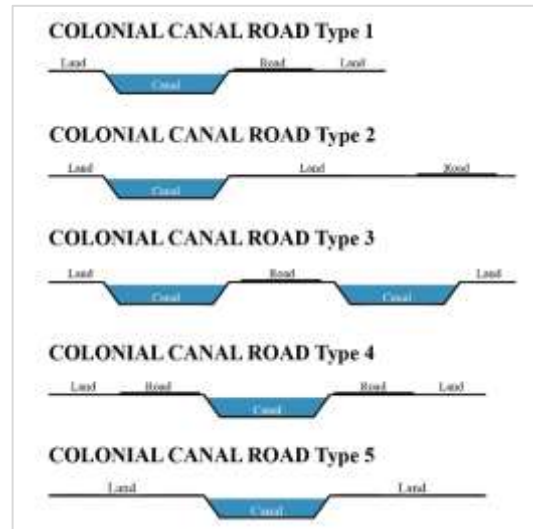 COLONIAL CANAL ROAD Type 1
Land Road Land
Canal
COLONIAL CANAL ROAD Type 2
Land Land Road
Canal
COLONIAL CANAL ROAD Type 3
Land Road Land
Canal Canal
COLONIAL CANAL ROAD Type 4
Land Road Road Land
Canal
COLONIAL CANAL ROAD Type 5
Land Land
Canal